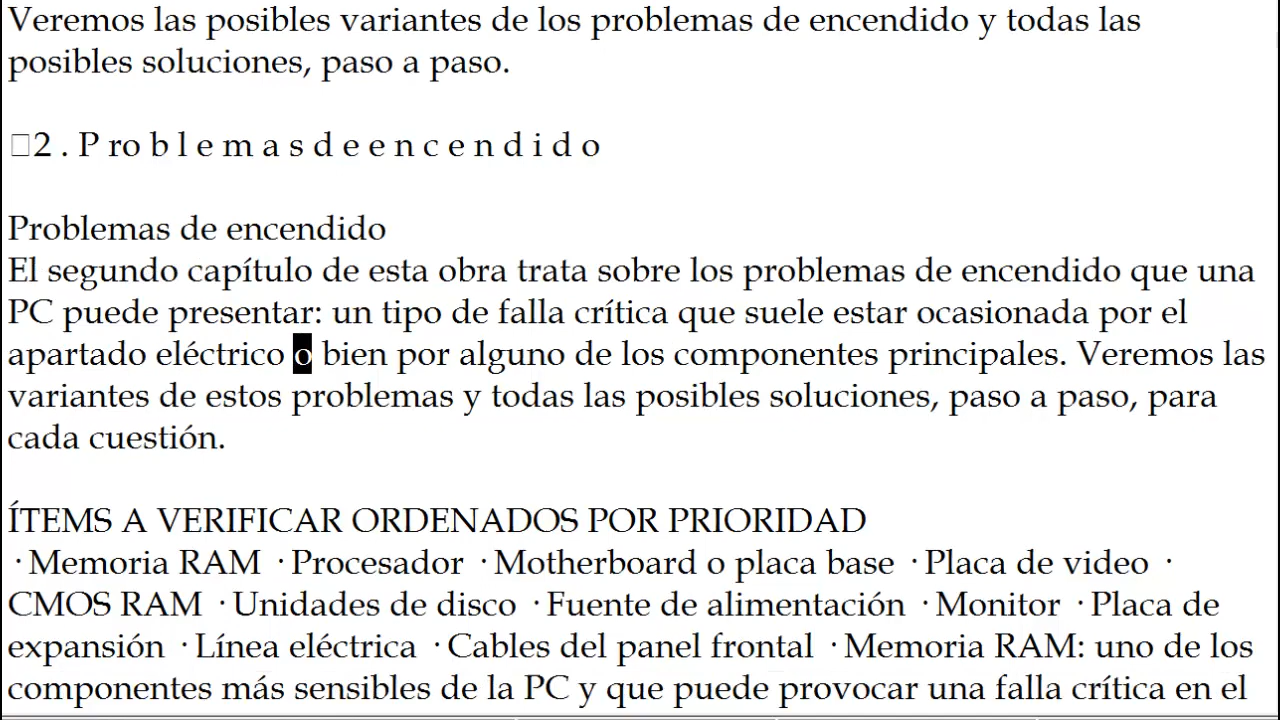 Veremos las posibles variantes de los problemas de encendido y todas las
posibles soluciones, paso a paso.
□2 . P ro b l e m a s d e e n c e n d i d o
Problemas de encendido
El segundo capítulo de esta obra trata sobre los problemas de encendido que una
PC puede presentar: un tipo de falla crítica que suele estar ocasionada por el
apartado eléctrico o bien por alguno de los componentes principales. Veremos las
variantes de estos problemas y todas las posibles soluciones, paso a paso, para
cada cuestión.
ÍTEMS A VERIFICAR ORDENADOS POR PRIORIDAD
·Memoria RAM ·Procesador ·Motherboard o placa base ·Placa de video ·
CMOS RAM ·Unidades de disco ·Fuente de alimentación ·Monitor ·Placa de
expansión ·Línea eléctrica ·Cables del panel frontal ·Memoria RAM: uno de los
componentes más sensibles de la PC y que puede provocar una falla crítica en el